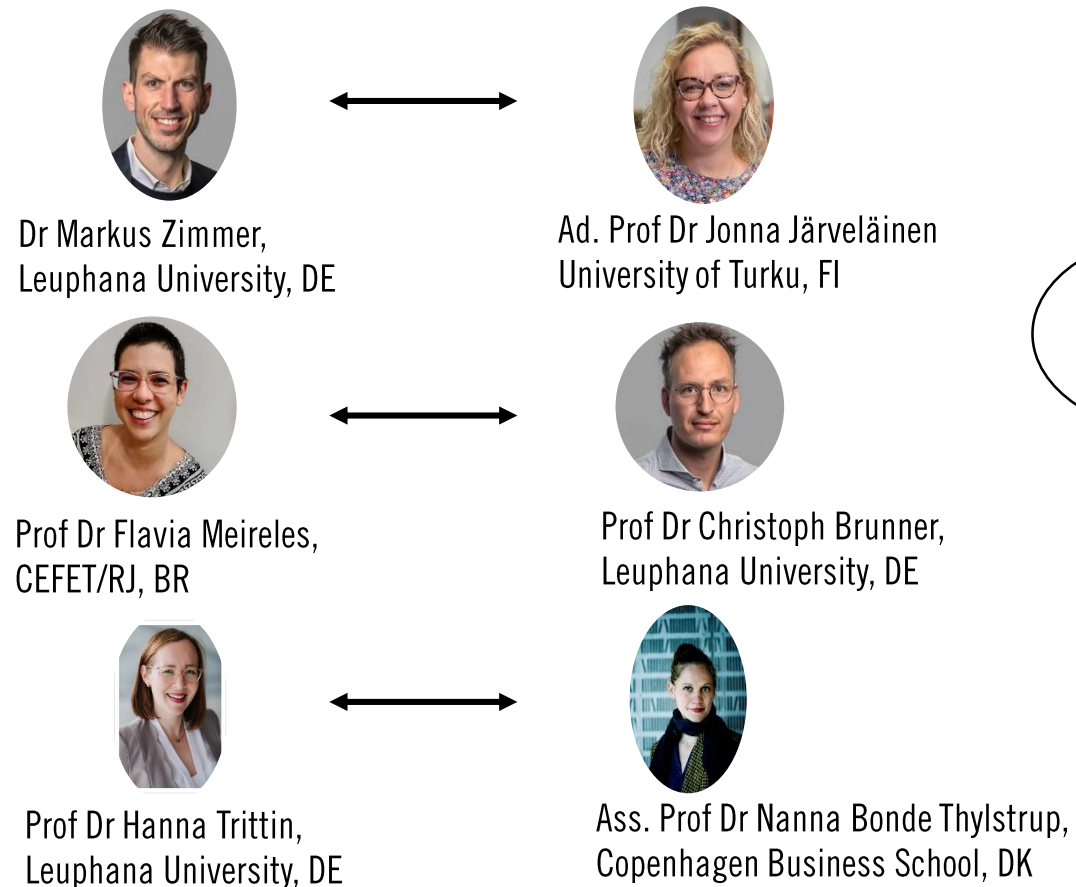 Dr Markus Zimmer,
Leuphana University, DE
Ad. Prof Dr Jonna Järveläinen
University of Turku, FI
Prof Dr Flavia Meireles,
CEFET/RJ, BR
Prof Dr Christoph Brunner,
Leuphana University, DE
Prof Dr Hanna Trittin,
Leuphana University, DE
Ass. Prof Dr Nanna Bonde Thylstrup,
Copenhagen Business School, DK